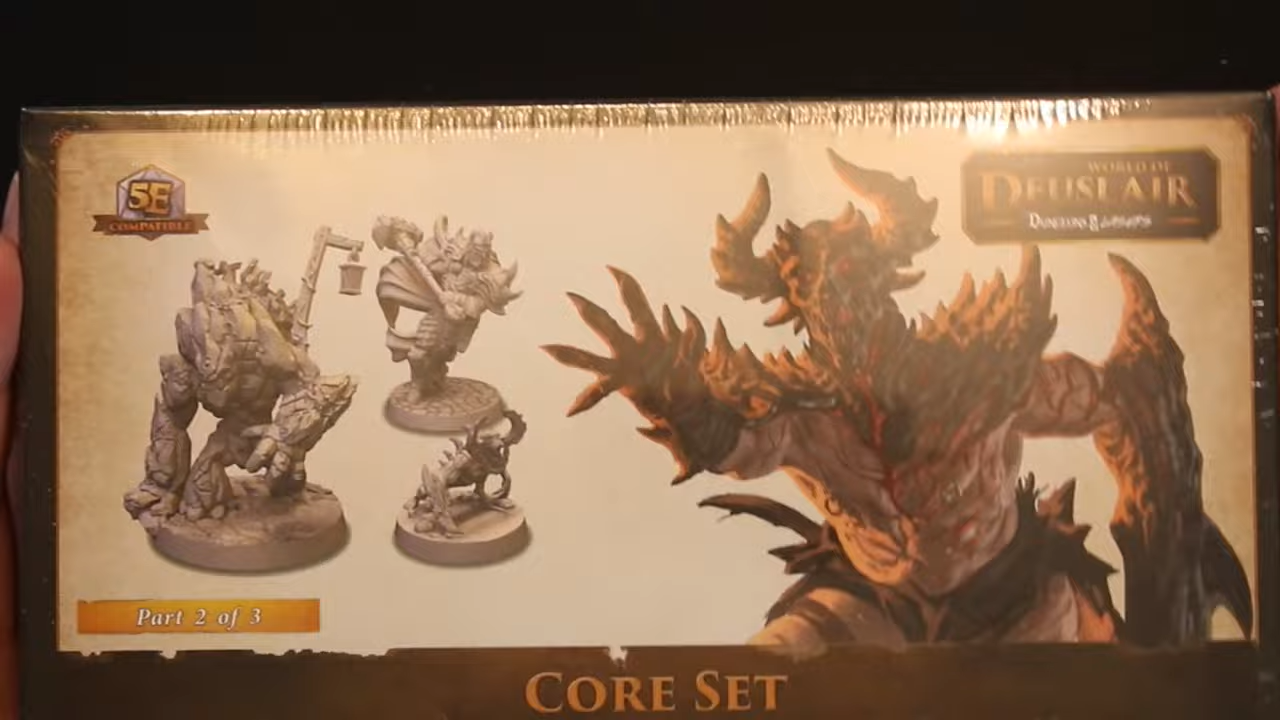 5E
COMPATIBLE
WORLD OF
DEUSLAIR
Part 2 of 3
CORE SET